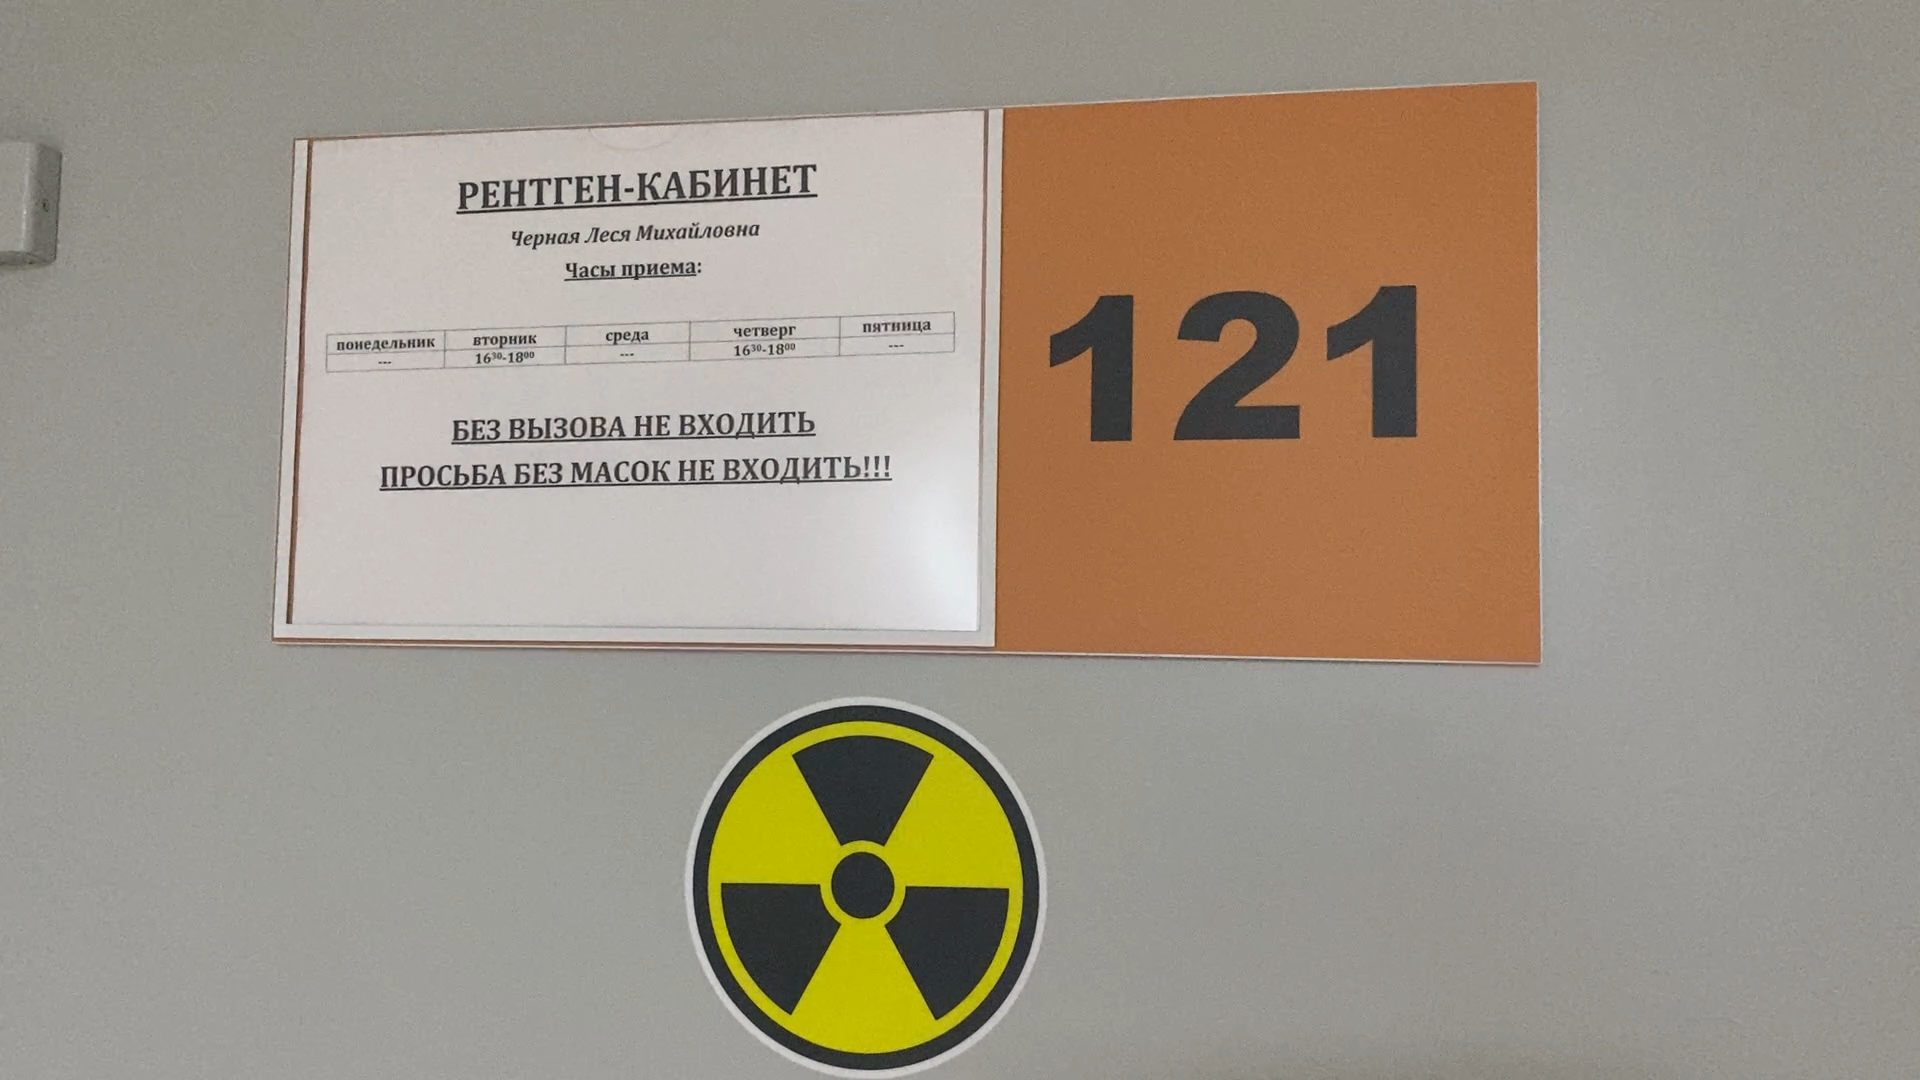 РЕНТГЕН-КАБИНЕТ
Черная Леся Михайловна
Часы приема:
понедельник вторник среда четверг пятница
--- 16³⁰-18⁰⁰ --- 16³⁰-18⁰⁰ ---
БЕЗ ВЫЗОВА НЕ ВХОДИТЬ
ПРОСЬБА БЕЗ МАСОК НЕ ВХОДИТЬ!!!
121